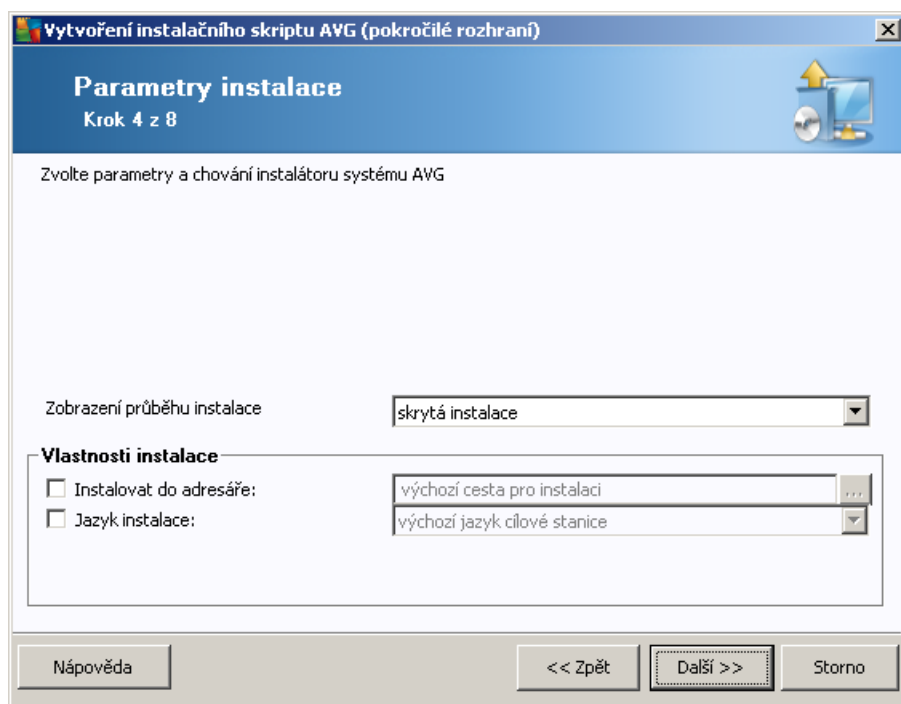 Vytvoření instalačního skriptu AVG (pokročilé rozhraní)
Parametry instalace
Krok 4 z 8
Zvolte parametry a chování instalátoru systému AVG
Zobrazení průběhu instalace
skrytá instalace
Vlastnosti instalace
Instalovat do adresáře:
výchozí cesta pro instalaci
...
Jazyk instalace:
výchozí jazyk cílové stanice
Nápověda
<< Zpět
Další >>
Storno